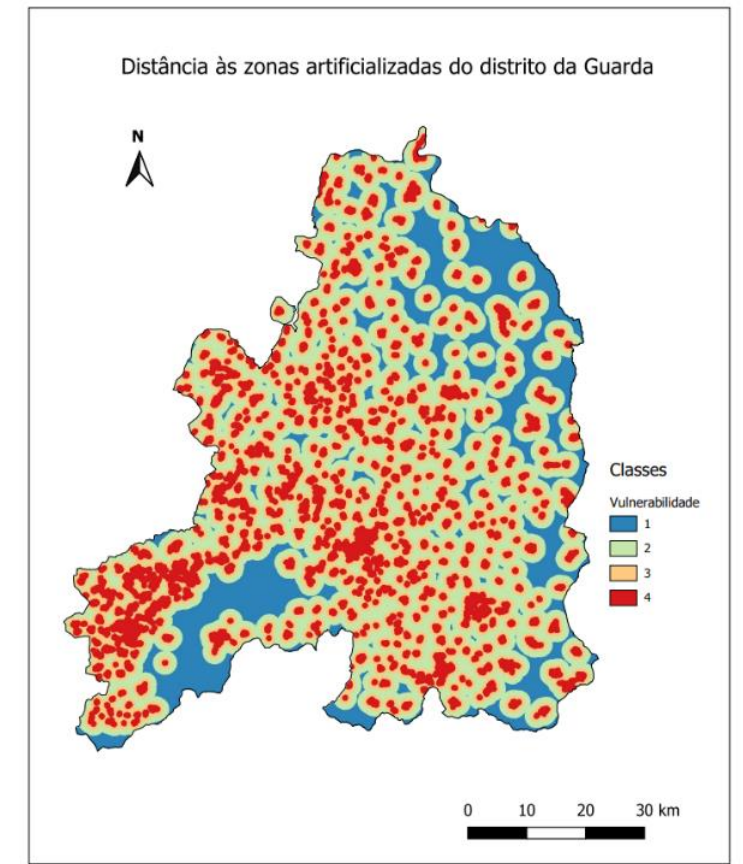 Distância às zonas artificializadas do distrito da Guarda
N
Classes
Vulnerabilidade
1
2
3
4
0 10 20 30 km